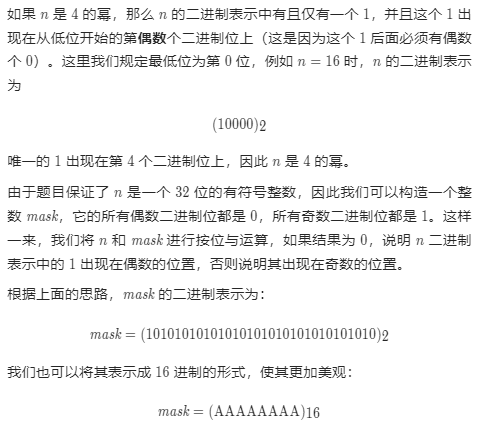 如果 n 是 4 的幂，那么 n 的二进制表示中有且仅有一个 1，并且这个 1 出
现在从低位开始的第偶数个二进制位上（这是因为这个 1 后面必须有偶数
个 0）。这里我们规定最低位为第 0 位，例如 n = 16 时，n 的二进制表示
为
(10000)2
唯一的 1 出现在第 4 个二进制位上，因此 n 是 4 的幂。
由于题目保证了 n 是一个 32 位的有符号整数，因此我们可以构造一个整
数 mask，它的所有偶数二进制位都是 0，所有奇数二进制位都是 1。这样
一来，我们将 n 和 mask 进行按位与运算，如果结果为 0，说明 n 二进制
表示中的 1 出现在偶数的位置，否则说明其出现在奇数的位置。
根据上面的思路，mask 的二进制表示为：
mask = (10101010101010101010101010101010)2
我们也可以将其表示成 16 进制的形式，使其更加美观：
mask = (AAAAAAAA)16